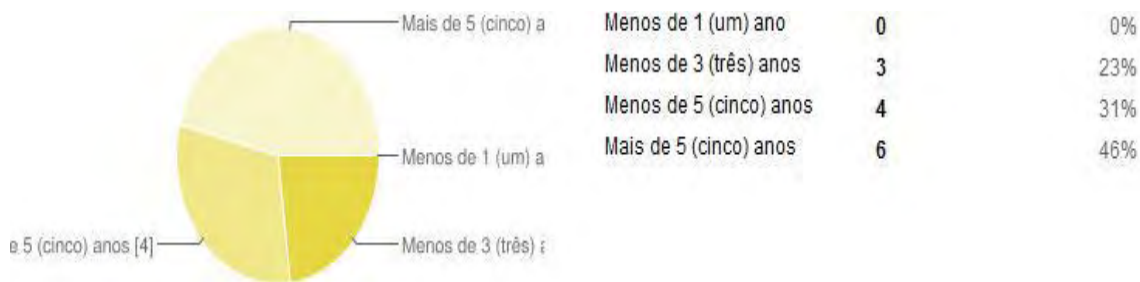 Mais de 5 (cinco) a
Menos de 1 (um) a
Menos de 3 (três) a
e 5 (cinco) anos [4]
Menos de 1 (um) ano 0 0%
Menos de 3 (três) anos 3 23%
Menos de 5 (cinco) anos 4 31%
Mais de 5 (cinco) anos 6 46%